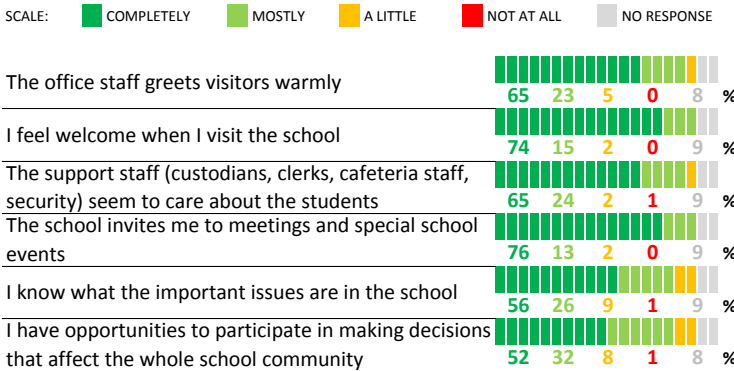 SCALE: COMPLETELY MOSTLY A LITTLE NOT AT ALL NO RESPONSE
The office staff greets visitors warmly
65 23 5 0 8 %
I feel welcome when I visit the school
74 15 2 0 9 %
The support staff (custodians, clerks, cafeteria staff,
security) seem to care about the students
65 24 2 1 9 %
The school invites me to meetings and special school
events
76 13 2 0 9 %
I know what the important issues are in the school
56 26 9 1 9 %
I have opportunities to participate in making decisions
that affect the whole school community
52 32 8 1 8 %